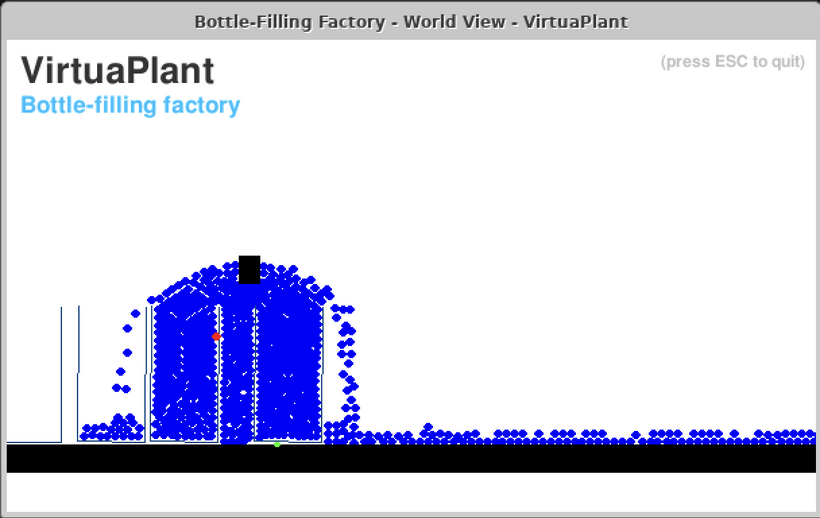 Bottle-Filling Factory - World View - VirtuaPlant
VirtuaPlant
(press ESC to quit)
Bottle-filling factory